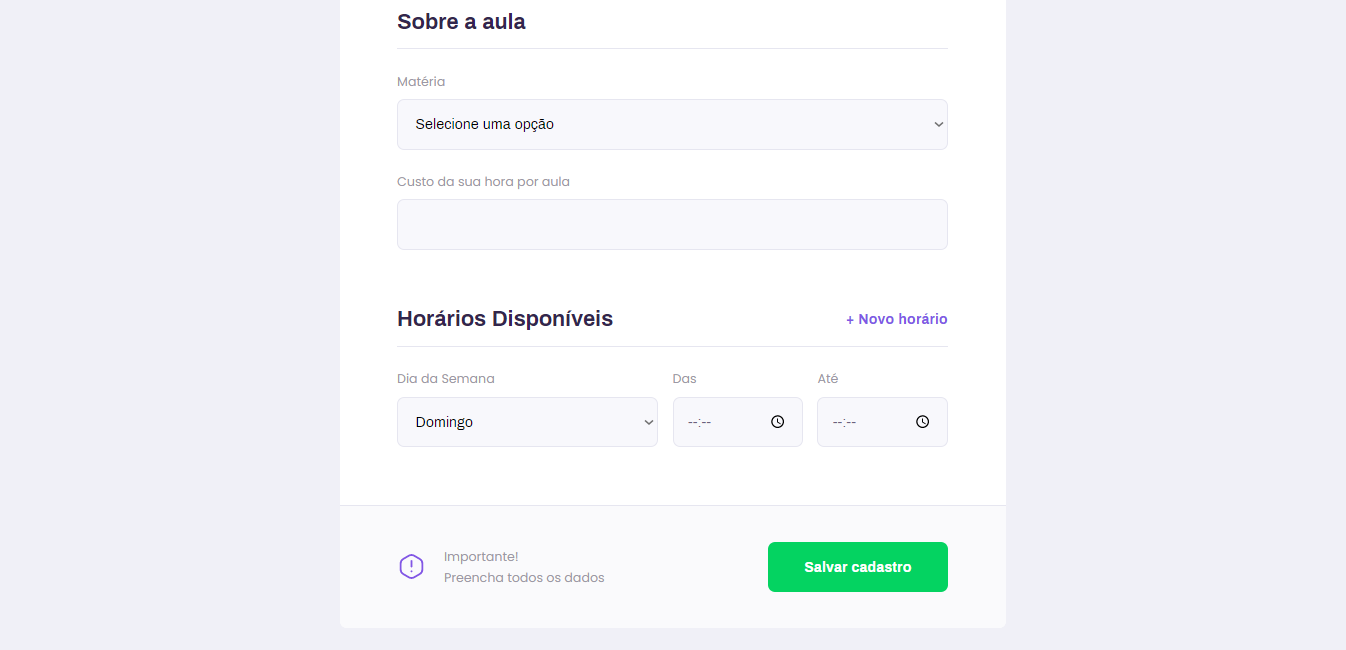 Sobre a aula
Matéria
Selecione uma opção
Custo da sua hora por aula
Horários Disponíveis
+ Novo horário
Dia da Semana
Das
Até
Domingo
--:--
--:--
Importante!
Preencha todos os dados
Salvar cadastro